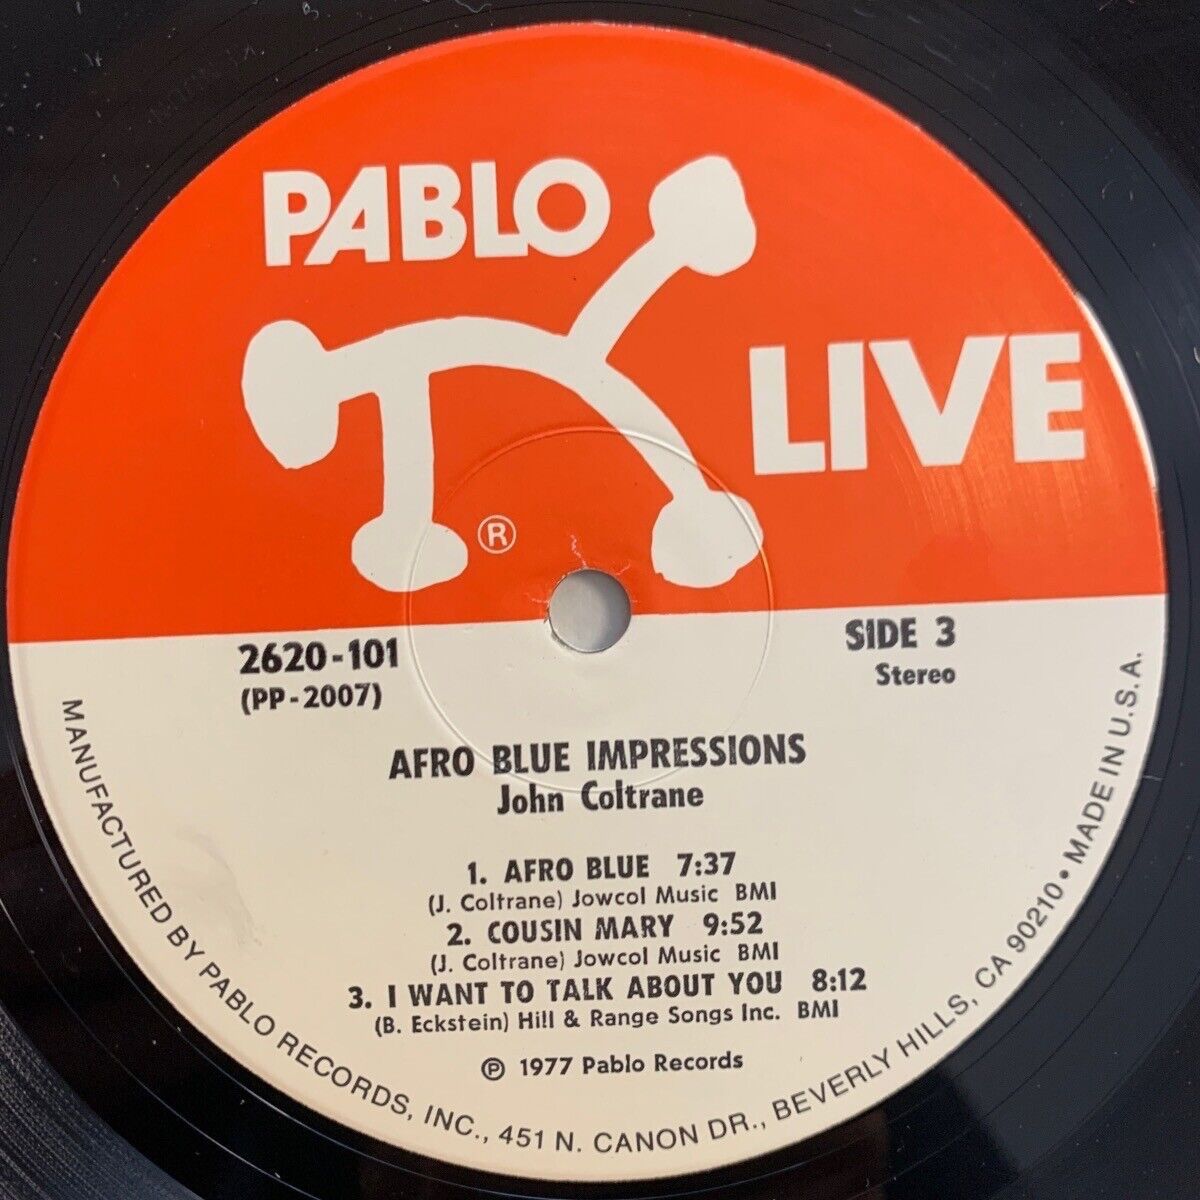 PABLO
LIVE
®
2620-101
(PP-2007)
SIDE 3
Stereo
AFRO BLUE IMPRESSIONS
John Coltrane
1. AFRO BLUE 7:37
(J. Coltrane) Jowcol Music BMI
2. COUSIN MARY 9:52
(J. Coltrane) Jowcol Music BMI
3. I WANT TO TALK ABOUT YOU 8:12
(B. Eckstein) Hill & Range Songs Inc. BMI
℗ 1977 Pablo Records
MANUFACTURED BY PABLO RECORDS, INC., 451 N. CANON DR., BEVERLY HILLS, CA 90210 • MADE IN U.S.A.